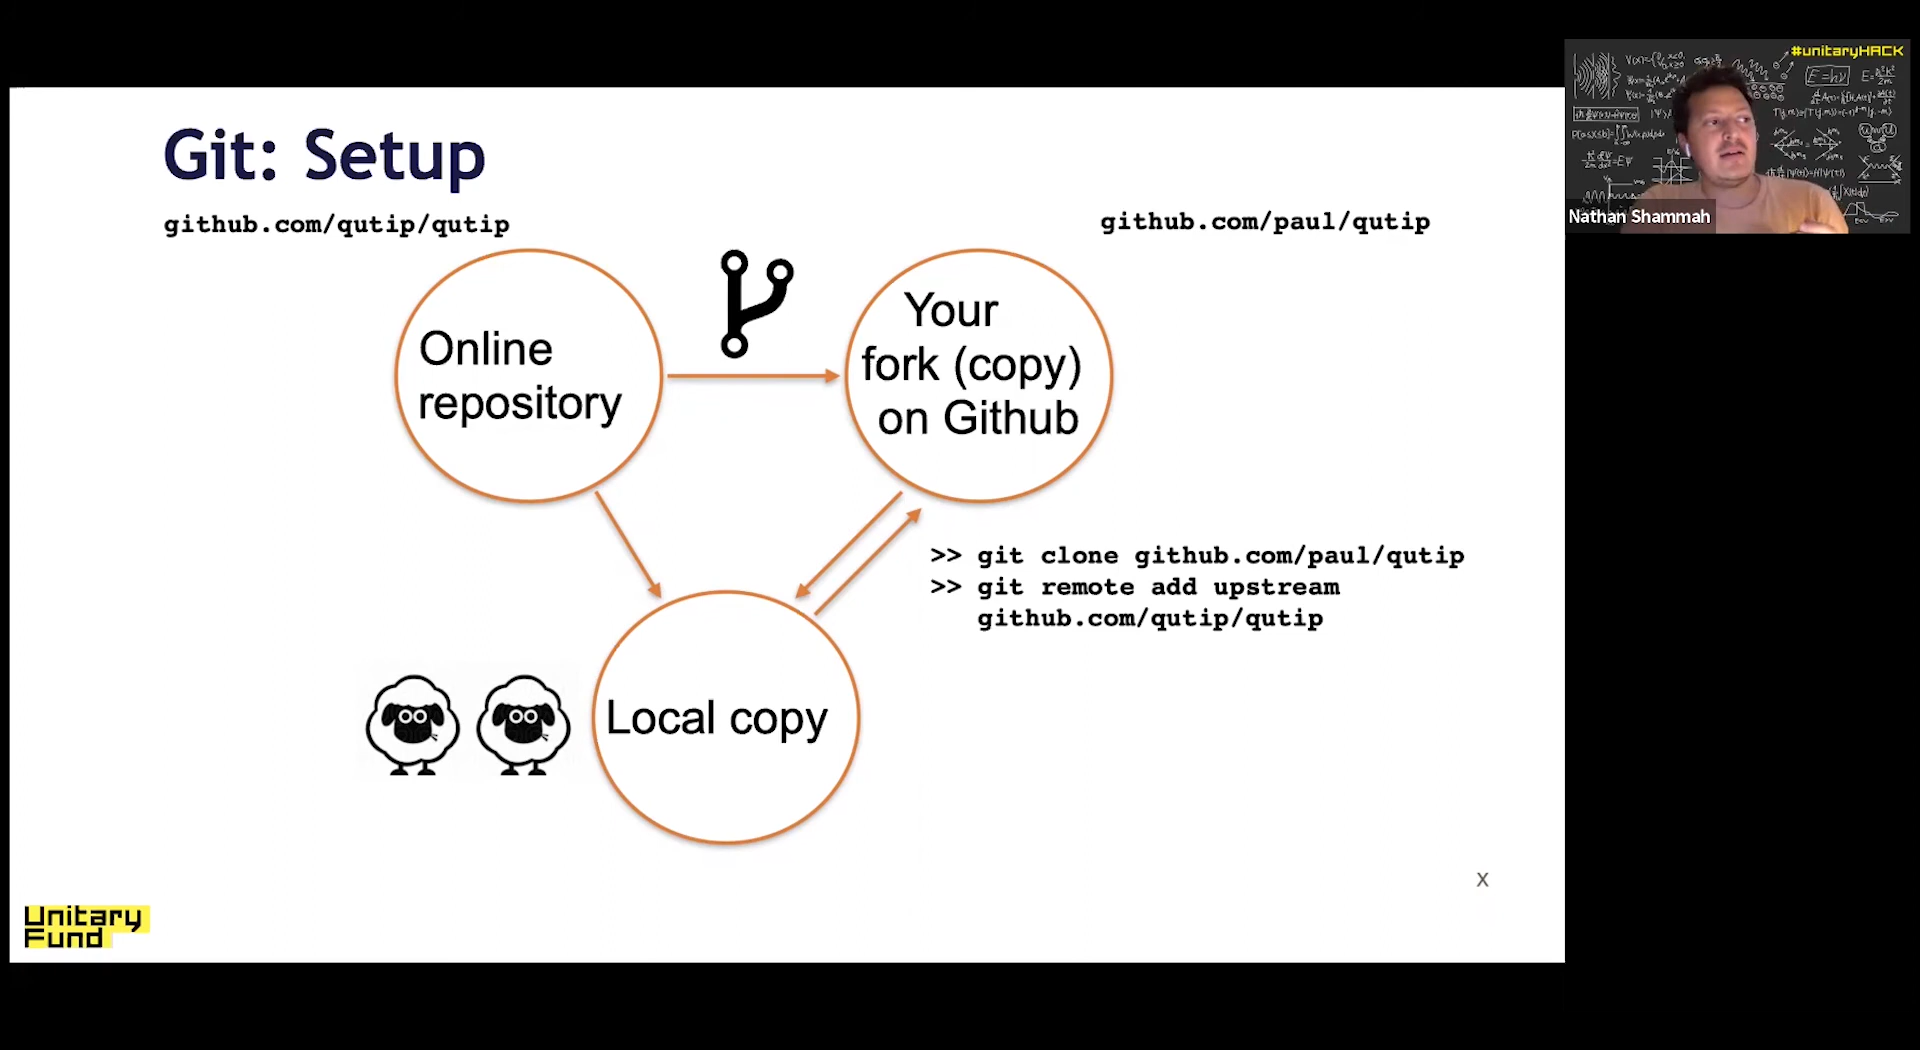 Git: Setup
github.com/qutip/qutip
github.com/paul/qutip
Online
repository
Your
fork (copy)
on Github
>> git clone github.com/paul/qutip
>> git remote add upstream
github.com/qutip/qutip
Local copy
x
Unitary
Fund
#unitaryHACK
E=hν
Nathan Shammah